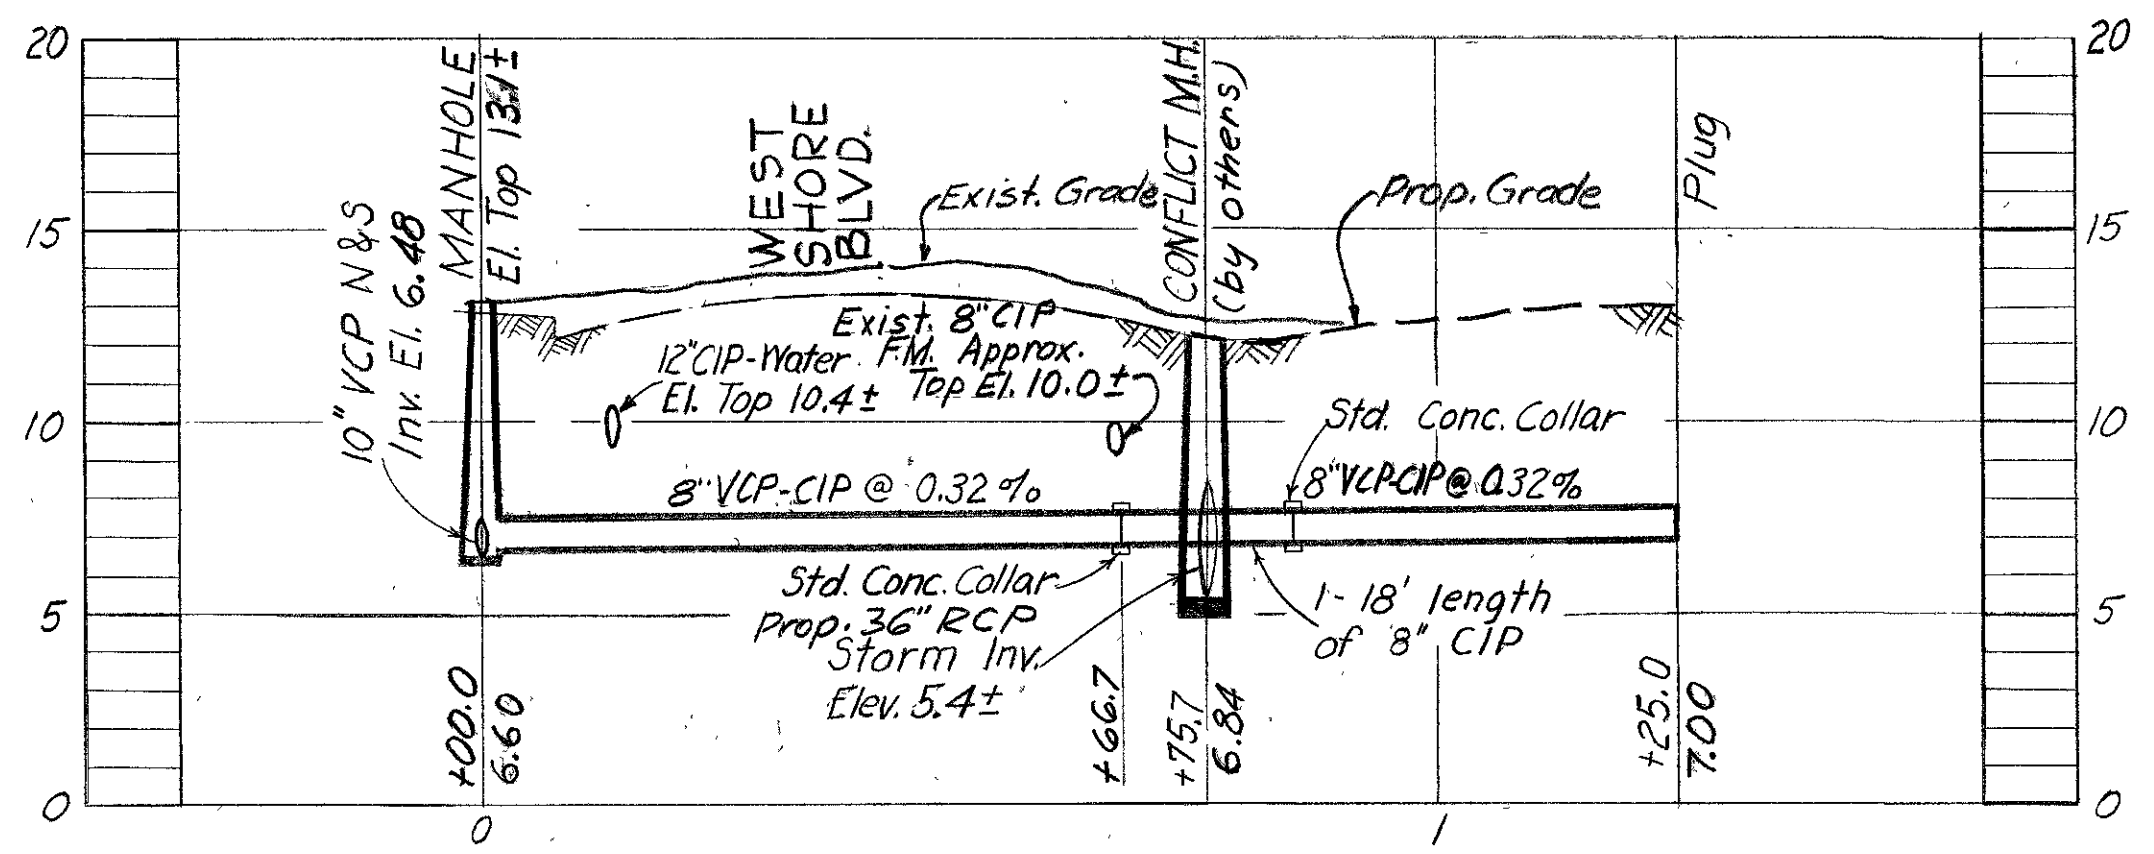 20
15
10
5
0
10" VCP N&S
Inv. El. 6.48
MANHOLE
El. Top 13.1±
WEST
SHORE
BLVD.
Exist. Grade
CONFLICT M.H.
(by others)
Prop. Grade
Plug
Exist. 8" CIP
F.M. Approx.
Top El. 10.0±
12" CIP-Water
El. Top 10.4±
Std. Conc. Collar
8" VCP-CIP @ 0.32%
8" VCP-CIP @ 0.32%
Std. Conc. Collar
Prop. 36" RCP
Storm Inv.
Elev. 5.4±
1-18' length
of 8" CIP
+00.0
6.60
+66.7
+75.7
6.84
+25.0
7.00
0
1
20
15
10
5
0